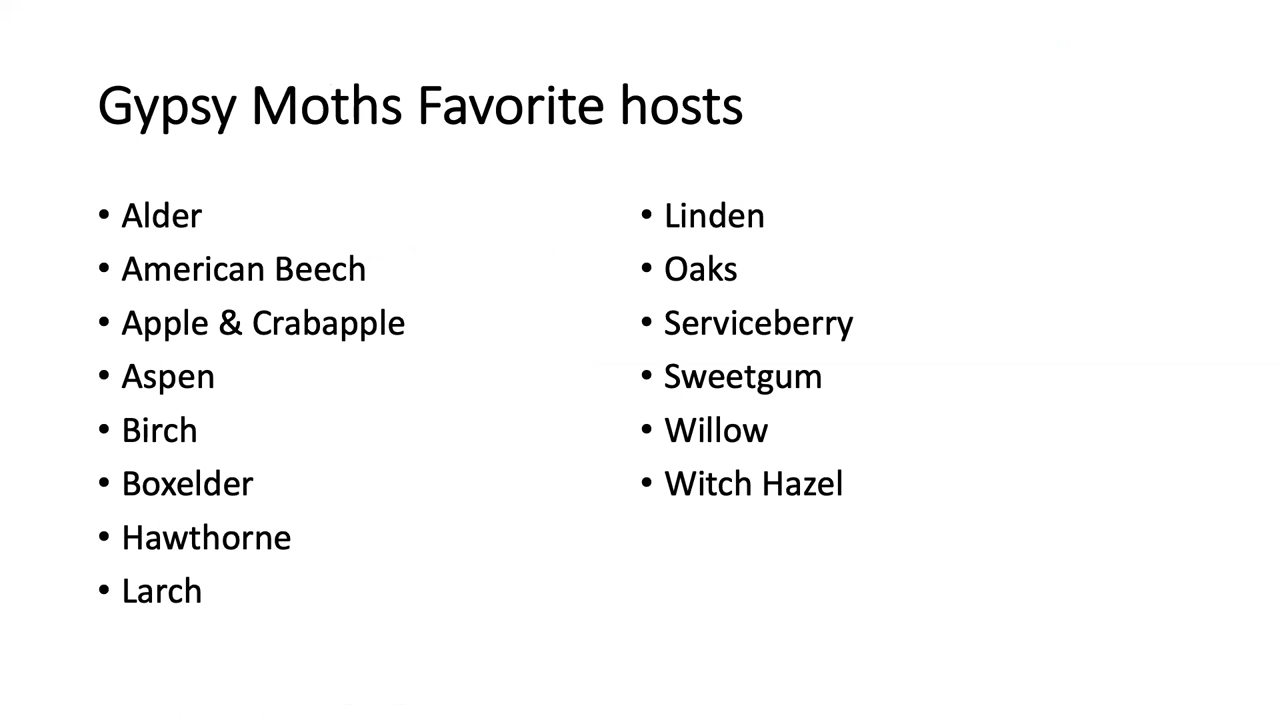 Gypsy Moths Favorite hosts
• Alder
• American Beech
• Apple & Crabapple
• Aspen
• Birch
• Boxelder
• Hawthorne
• Larch
• Linden
• Oaks
• Serviceberry
• Sweetgum
• Willow
• Witch Hazel